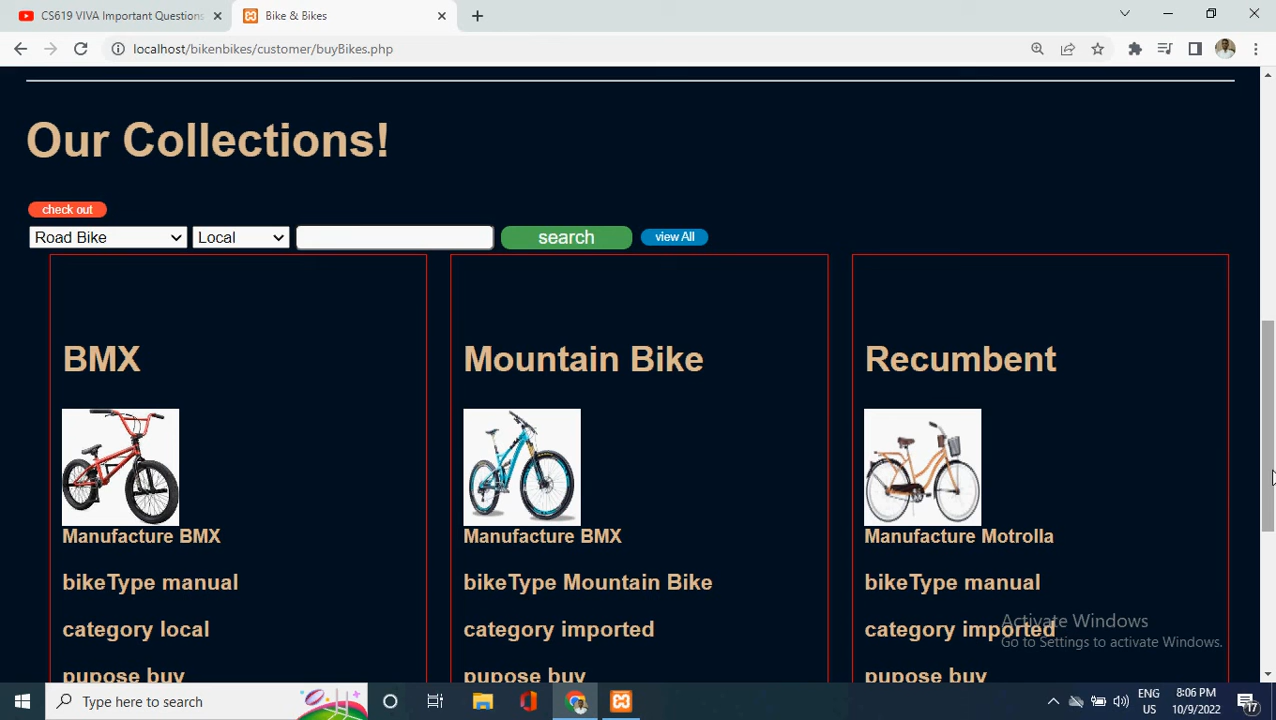 CS619 VIVA Important Questions
Bike & Bikes
localhost/bikenbikes/customer/buyBikes.php
Our Collections!
check out
Road Bike Local search view All
BMX
Manufacture BMX
bikeType manual
category local
pupose buy
Mountain Bike
Manufacture BMX
bikeType Mountain Bike
category imported
pupose buy
Recumbent
Manufacture Motrolla
bikeType manual
category imported
pupose buy
Activate Windows
Go to Settings to activate Windows.
Type here to search
ENG
US
8:06 PM
10/9/2022
17